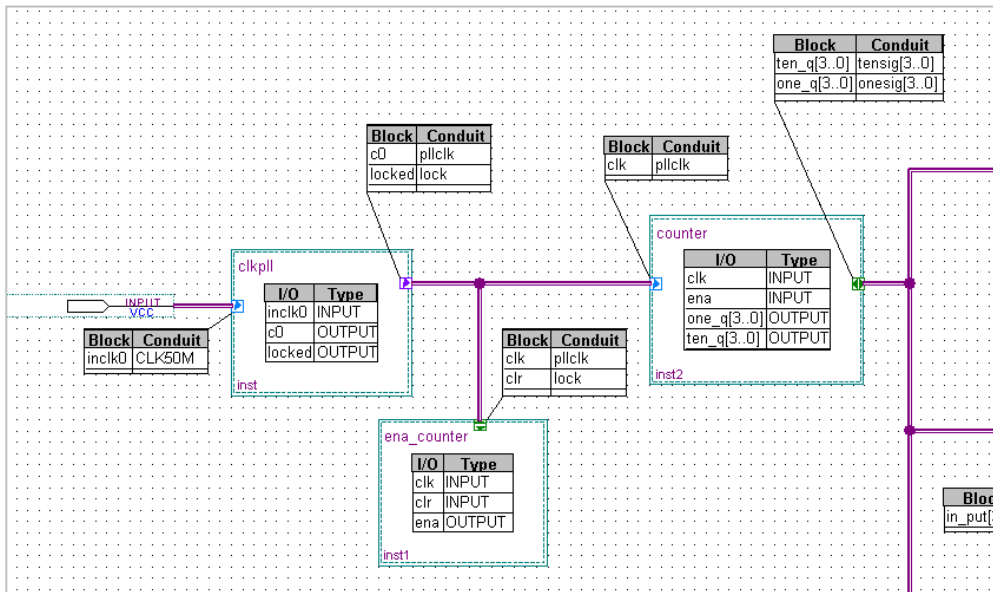 Block Conduit
ten_q[3..0] tensig[3..0]
one_q[3..0] onesig[3..0]
Block Conduit
c0 pllclk
locked lock
Block Conduit
clk pllclk
counter
I/O Type
clk INPUT
ena INPUT
one_q[3..0] OUTPUT
ten_q[3..0] OUTPUT
inst2
clkpll
I/O Type
inclk0 INPUT
c0 OUTPUT
locked OUTPUT
inst
INPUT
VCC
Block Conduit
inclk0 CLK50M
Block Conduit
clk pllclk
clr lock
ena_counter
I/O Type
clk INPUT
clr INPUT
ena OUTPUT
inst1
Bloc
in_put[